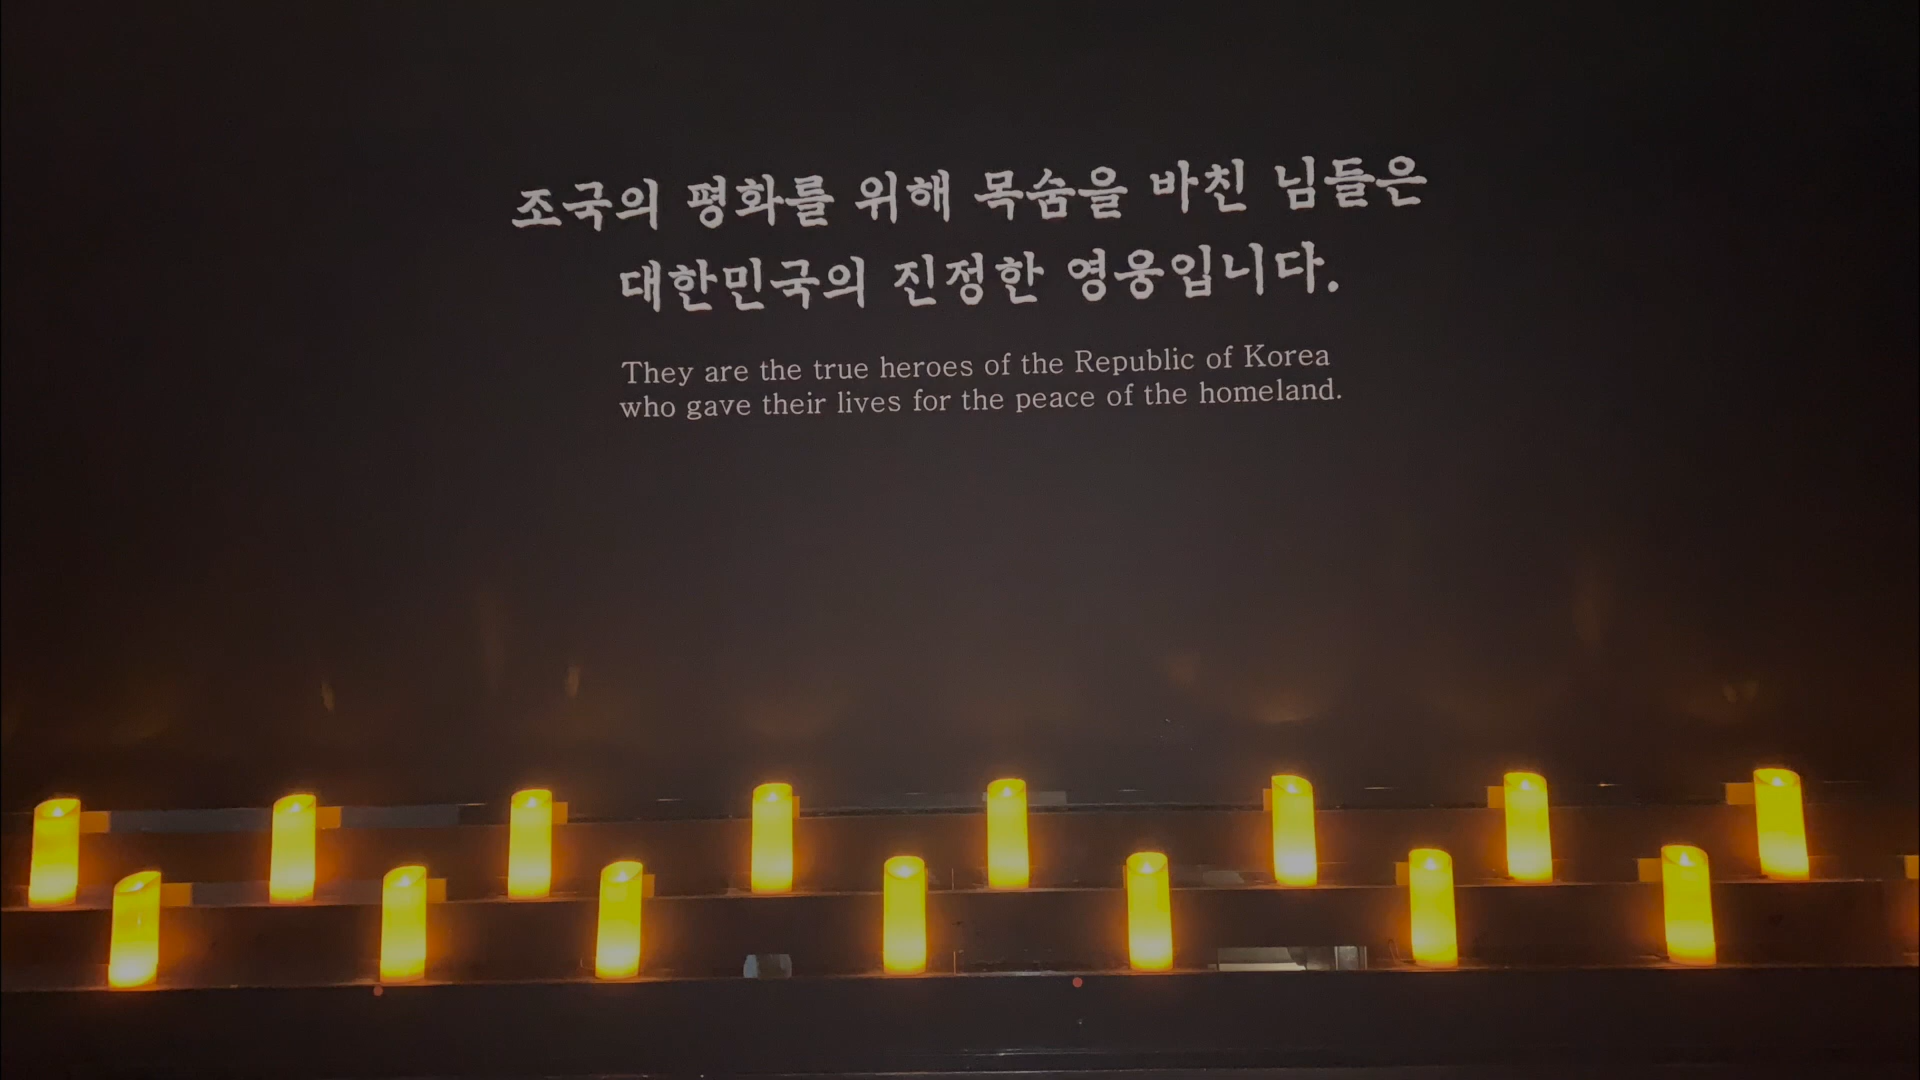 조국의 평화를 위해 목숨을 바친 님들은
대한민국의 진정한 영웅입니다.
They are the true heroes of the Republic of Korea
who gave their lives for the peace of the homeland.